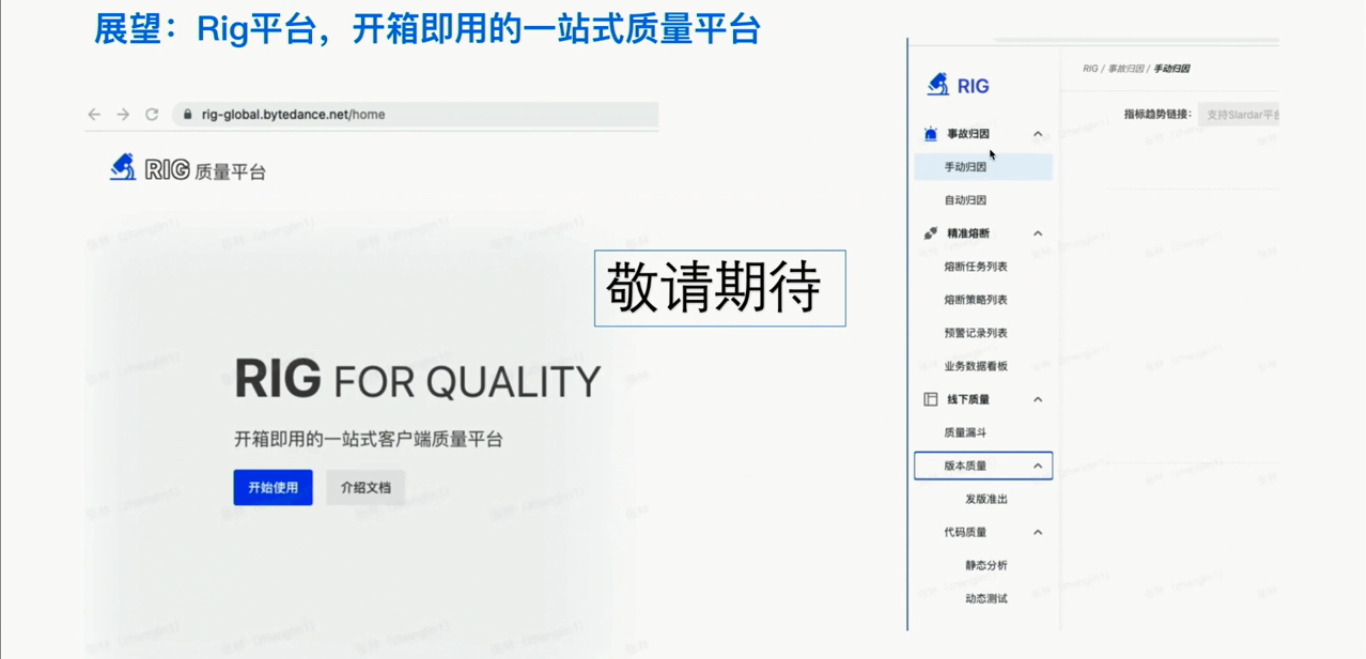 展望：Rig平台，开箱即用的一站式质量平台
rig-global.bytedance.net/home
RIG 质量平台
敬请期待
RIG FOR QUALITY
开箱即用的一站式客户端质量平台
开始使用
介绍文档
RIG
RIG / 事故归因 / 手动归因
指标趋势链接：
支持Slardar平台
事故归因
手动归因
自动归因
精准熔断
熔断任务列表
熔断策略列表
预警记录列表
业务数据看板
线下质量
质量漏斗
版本质量
发版准出
代码质量
静态分析
动态测试